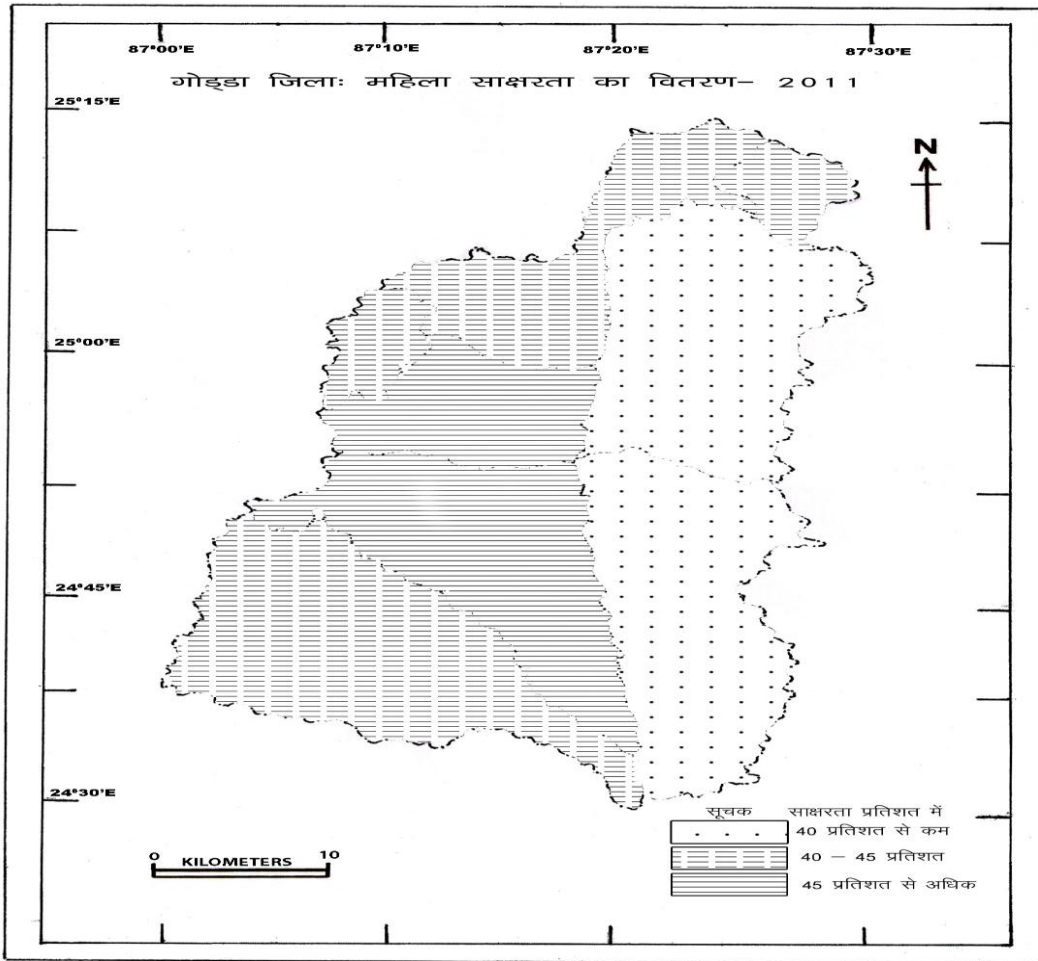 87°00'E 87°10'E 87°20'E 87°30'E
गोड्डा जिलाः महिला साक्षरता का वितरण- 2011
25°15'E
N
25°00'E
24°45'E
24°30'E
सूचक साक्षरता प्रतिशत में
40 प्रतिशत से कम
40 - 45 प्रतिशत
45 प्रतिशत से अधिक
0 KILOMETERS 10